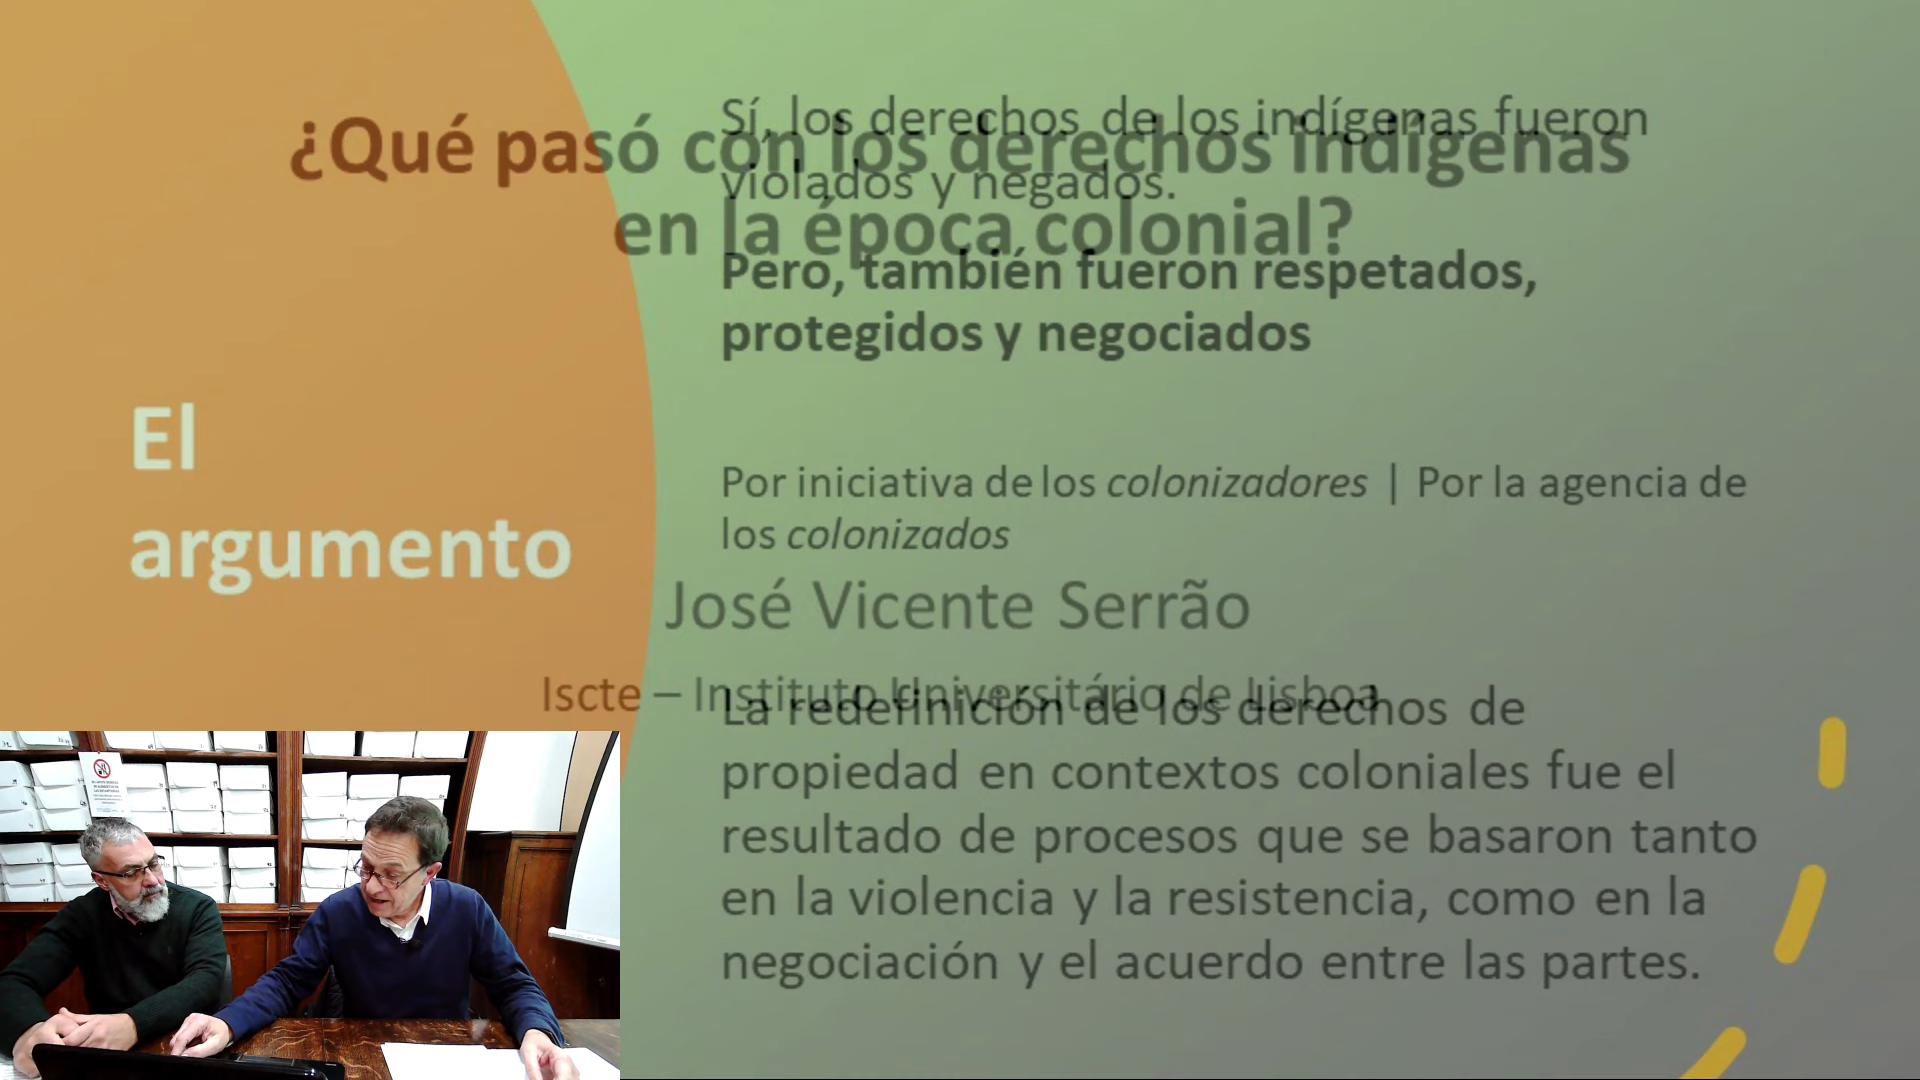 ¿Qué pasó con los derechos indígenas
en la época colonial?
José Vicente Serrão
Iscte – Instituto Universitário de Lisboa
El
argumento
Sí, los derechos de los indígenas fueron
violados y negados.
Pero, también fueron respetados,
protegidos y negociados
Por iniciativa de los colonizadores | Por la agencia de
los colonizados
La redefinición de los derechos de
propiedad en contextos coloniales fue el
resultado de procesos que se basaron tanto
en la violencia y la resistencia, como en la
negociación y el acuerdo entre las partes.